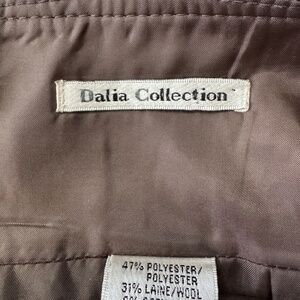 Dalia Collection
47% POLYESTER/
POLYESTER
31% LAINE/WOOL